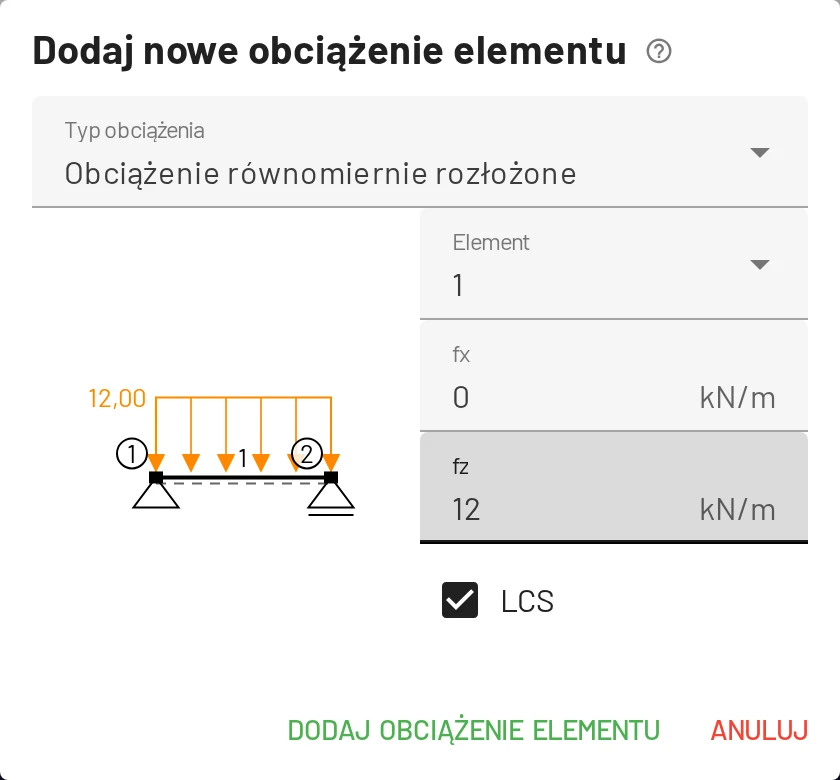 Dodaj nowe obciążenie elementu ?
Typ obciążenia
Obciążenie równomiernie rozłożone
Element
1
fx
0 kN/m
fz
12 kN/m
12,00
1 1 2
LCS
DODAJ OBCIĄŻENIE ELEMENTU ANULUJ